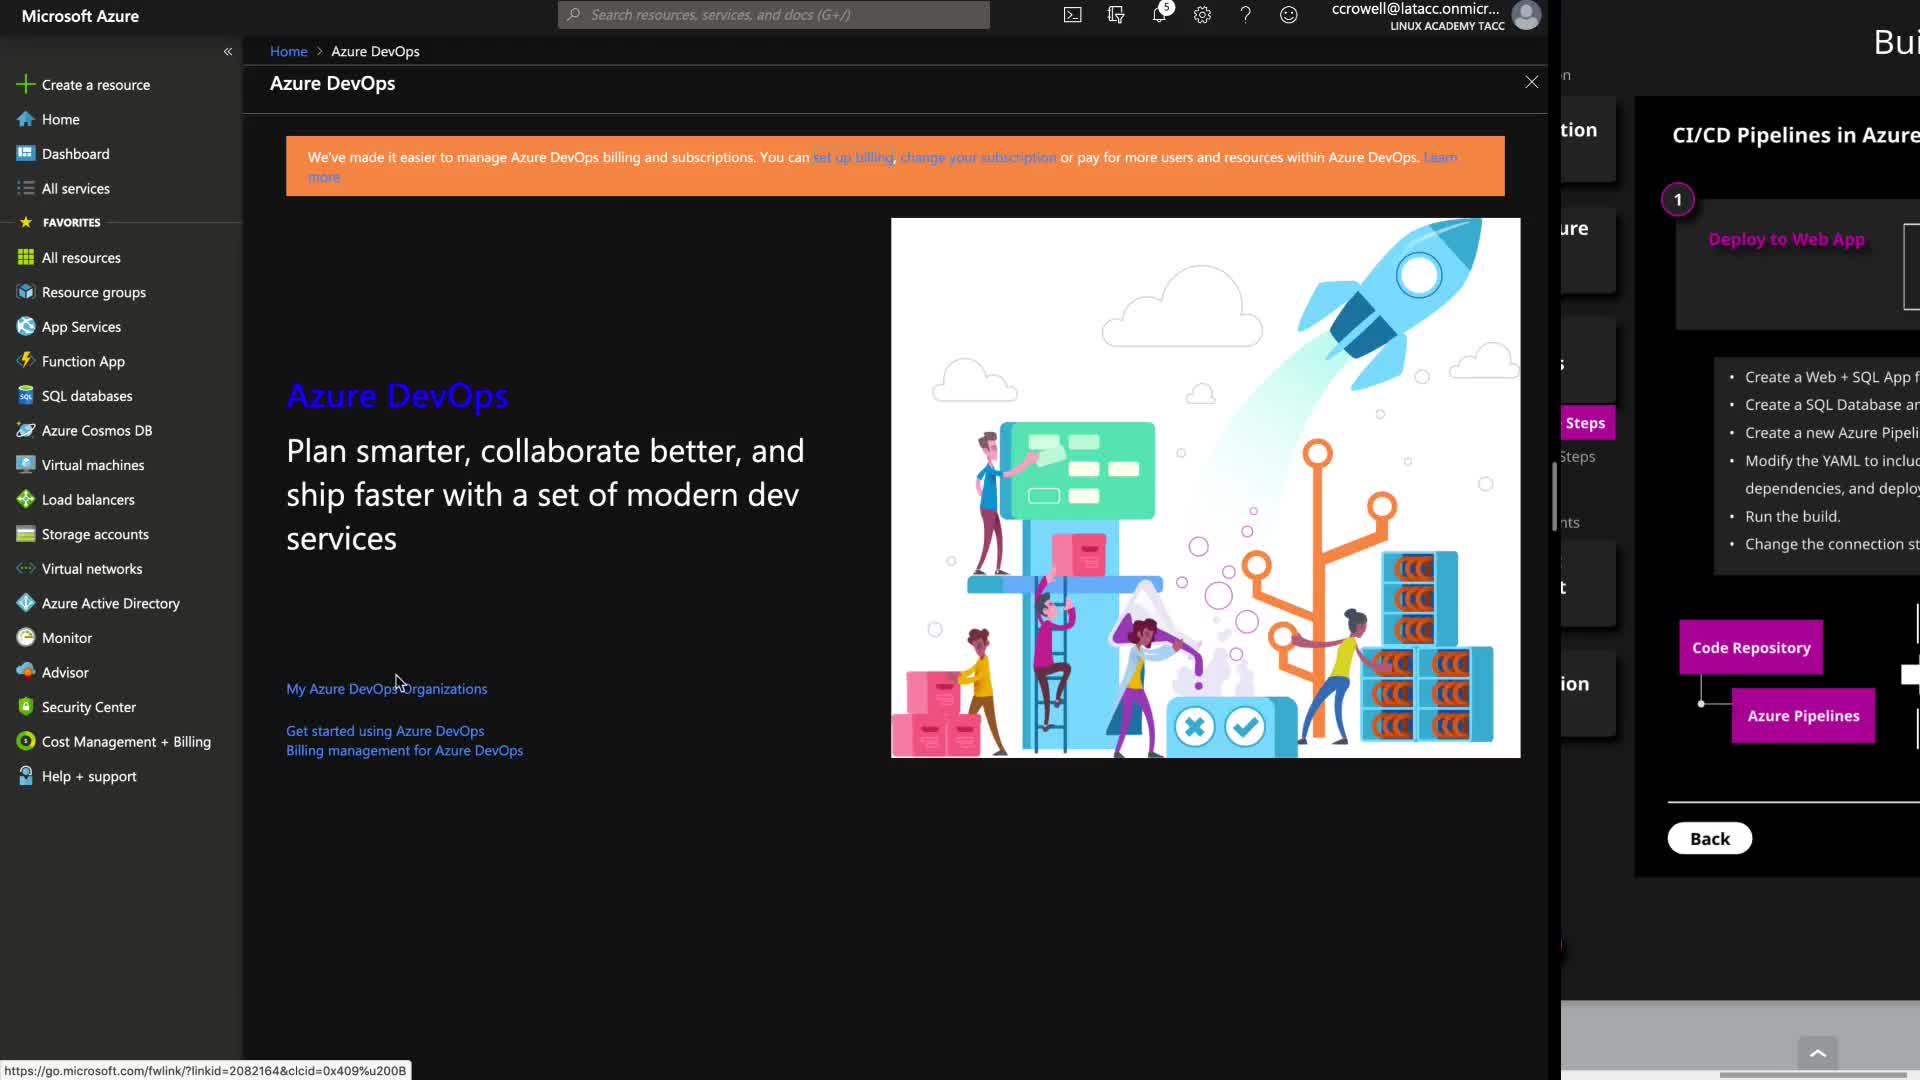 Microsoft Azure
Search resources, services, and docs (G+/)
5
ccrowell@latacc.onmicr...
LINUX ACADEMY TACC
«
Home > Azure DevOps
Azure DevOps
Create a resource
Home
Dashboard
All services
FAVORITES
All resources
Resource groups
App Services
Function App
SQL databases
Azure Cosmos DB
Virtual machines
Load balancers
Storage accounts
Virtual networks
Azure Active Directory
Monitor
Advisor
Security Center
Cost Management + Billing
Help + support
We've made it easier to manage Azure DevOps billing and subscriptions. You can set up billing, change your subscription or pay for more users and resources within Azure DevOps. Learn
more
Azure DevOps
Plan smarter, collaborate better, and
ship faster with a set of modern dev
services
My Azure DevOps Organizations
Get started using Azure DevOps
Billing management for Azure DevOps
https://go.microsoft.com/fwlink/?linkid=2082164&clcid=0x409%u200B
Bui
n
tion
ure
s
Steps
Steps
nts
t
ion
CI/CD Pipelines in Azure
1
Deploy to Web App
• Create a Web + SQL App f
• Create a SQL Database an
• Create a new Azure Pipeli
• Modify the YAML to includ
dependencies, and deploy
• Run the build.
• Change the connection st
Code Repository
Azure Pipelines
Back